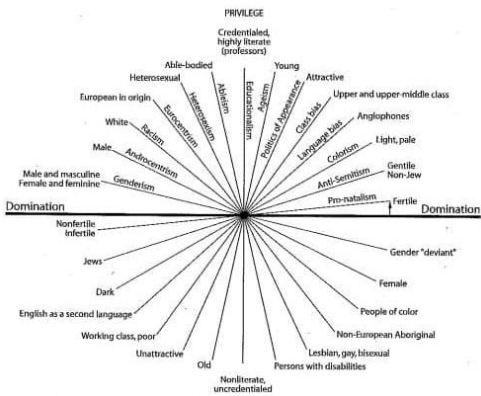 PRIVILEGE
Credentialed,
highly literate
(professors)
Able-bodied
Young
Heterosexual
Attractive
European in origin
Upper and upper-middle class
White
Anglophones
Male
Light, pale
Male and masculine
Female and feminine
Gentile
Non-Jew
Fertile
Genderism
Androcentrism
Racism
Eurocentrism
Heterosexism
Ableism
Educationalism
Ageism
Politics of Appearance
Class bias
Language bias
Colorism
Anti-Semitism
Pro-natalism
Domination
Domination
Nonfertile
Infertile
Jews
Dark
English as a second language
Working class, poor
Unattractive
Old
Nonliterate,
uncredentialed
Persons with disabilities
Lesbian, gay, bisexual
Non-European Aboriginal
People of color
Female
Gender "deviant"